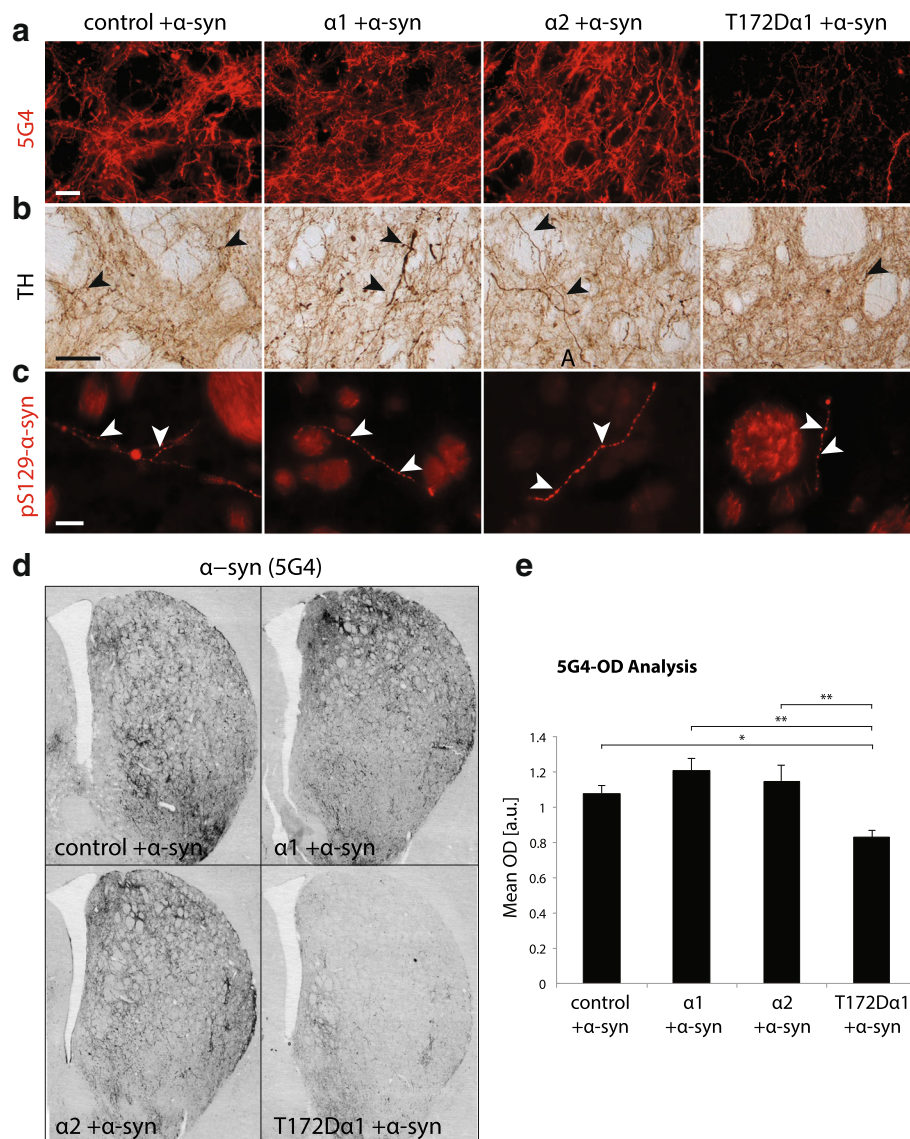 control +α-syn
α1 +α-syn
α2 +α-syn
T172Dα1 +α-syn
a
5G4
b
TH
A
c
pS129-α-syn
d
α−syn (5G4)
control +α-syn
α1 +α-syn
α2 +α-syn
T172Dα1 +α-syn
e
5G4-OD Analysis
**
**
*
Mean OD [a.u.]
1.4
1.2
1
0.8
0.6
0.4
0.2
0
control
+α-syn
α1
+α-syn
α2
+α-syn
T172Dα1
+α-syn